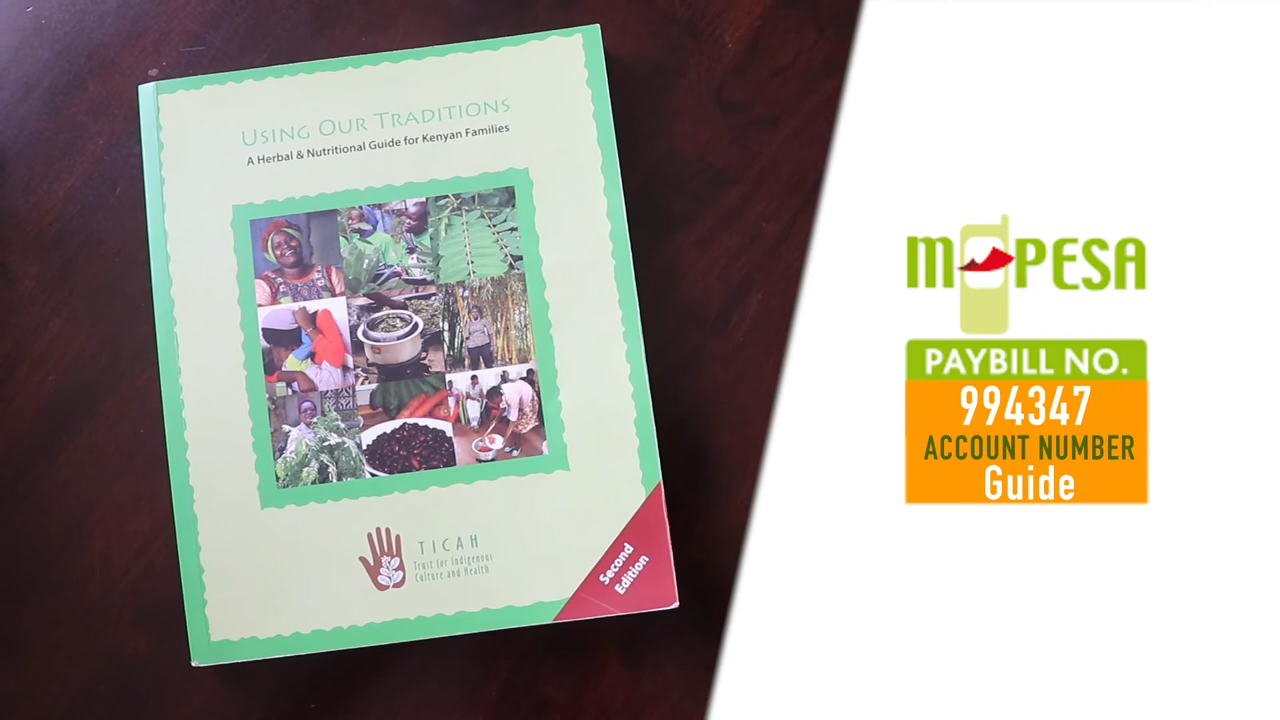 USING OUR TRADITIONS
A Herbal & Nutritional Guide for Kenyan Families
TICAH
Trust for Indigenous
Culture and Health
Second
Edition
M-PESA
PAYBILL NO.
994347
ACCOUNT NUMBER
Guide